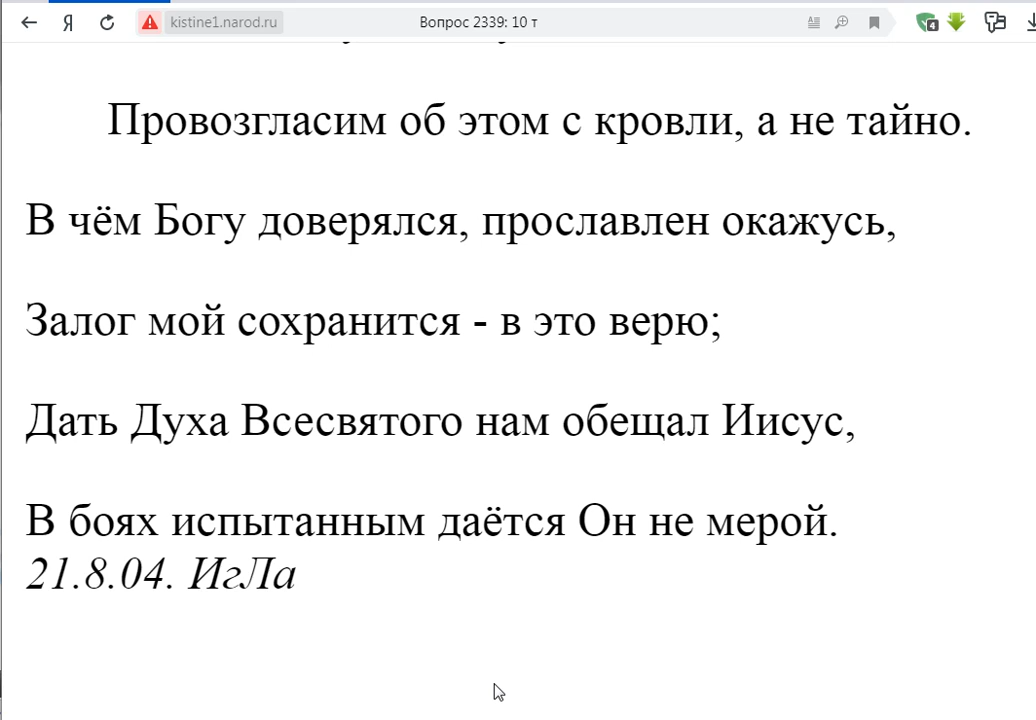 kistine1.narod.ru
Вопрос 2339: 10 т
4
Провозгласим об этом с кровли, а не тайно.
В чём Богу доверялся, прославлен окажусь,
Залог мой сохранится - в это верю;
Дать Духа Всесвятого нам обещал Иисус,
В боях испытанным даётся Он не мерой.
21.8.04. ИгЛа